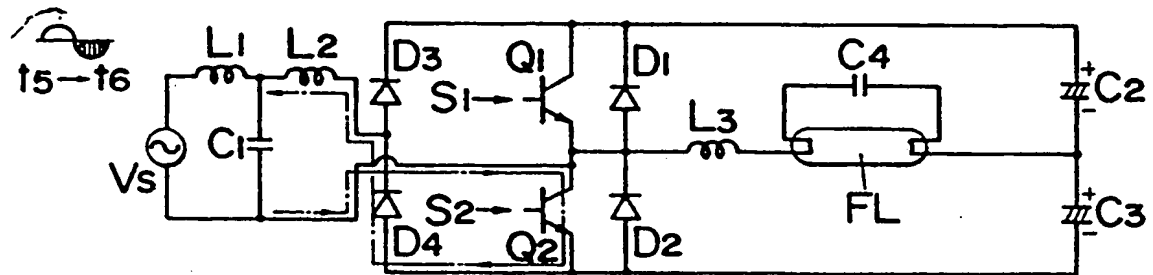 t5→t6
L1
L2
D3
Q1
D1
C4
S1
L3
C2
+
-
Vs
C1
D4
S2
Q2
D2
FL
C3
+
-